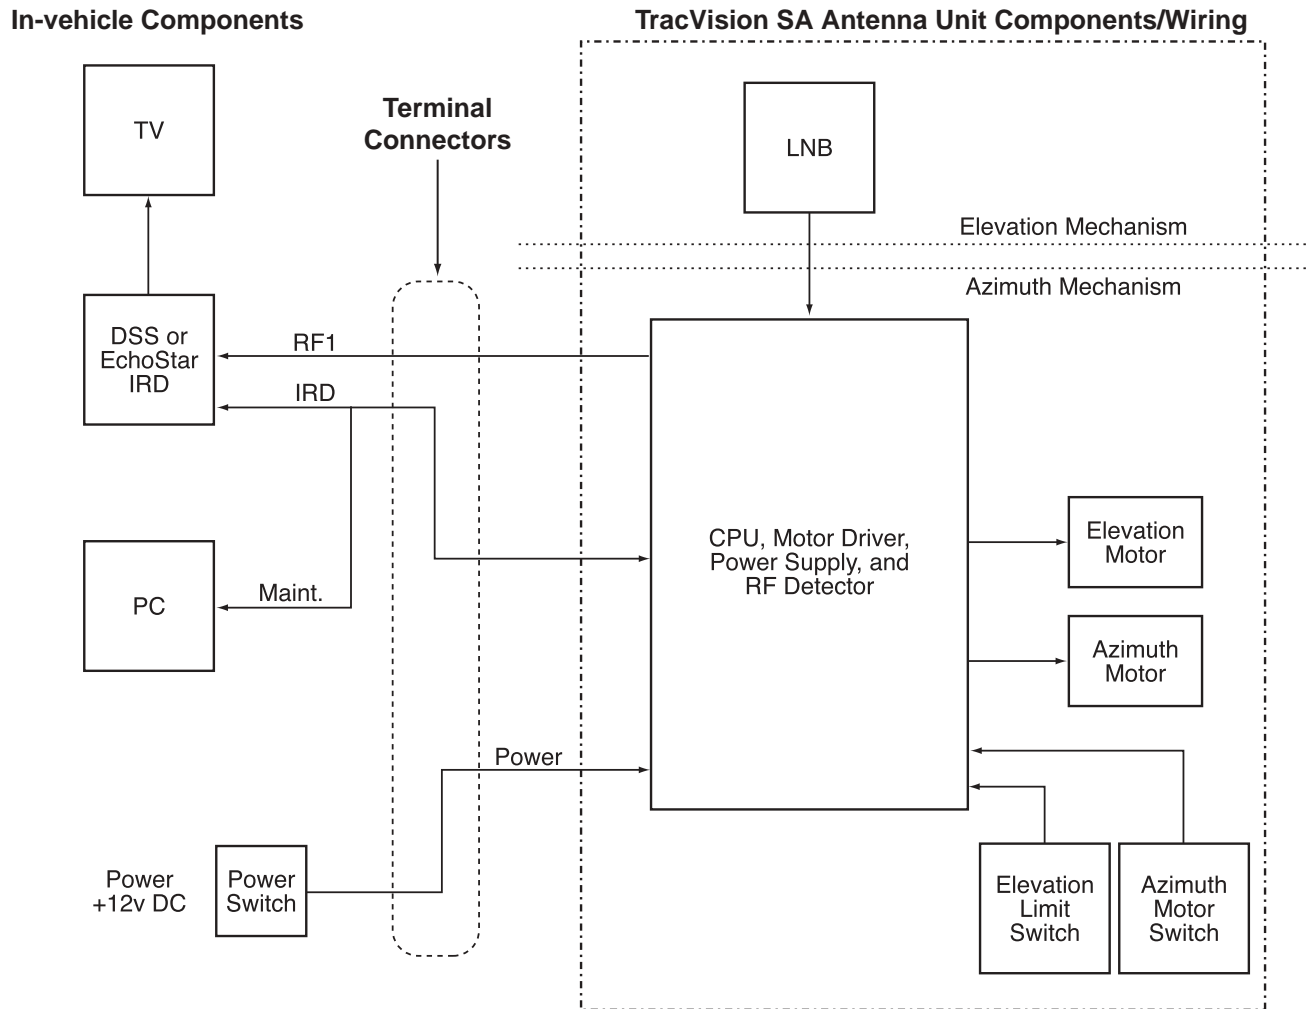 In-vehicle Components
TracVision SA Antenna Unit Components/Wiring
TV
Terminal
Connectors
LNB
Elevation Mechanism
Azimuth Mechanism
DSS or
EchoStar
IRD
RF1
IRD
CPU, Motor Driver,
Power Supply, and
RF Detector
Elevation
Motor
PC
Maint.
Azimuth
Motor
Power
Power
+12v DC
Power
Switch
Elevation
Limit
Switch
Azimuth
Motor
Switch